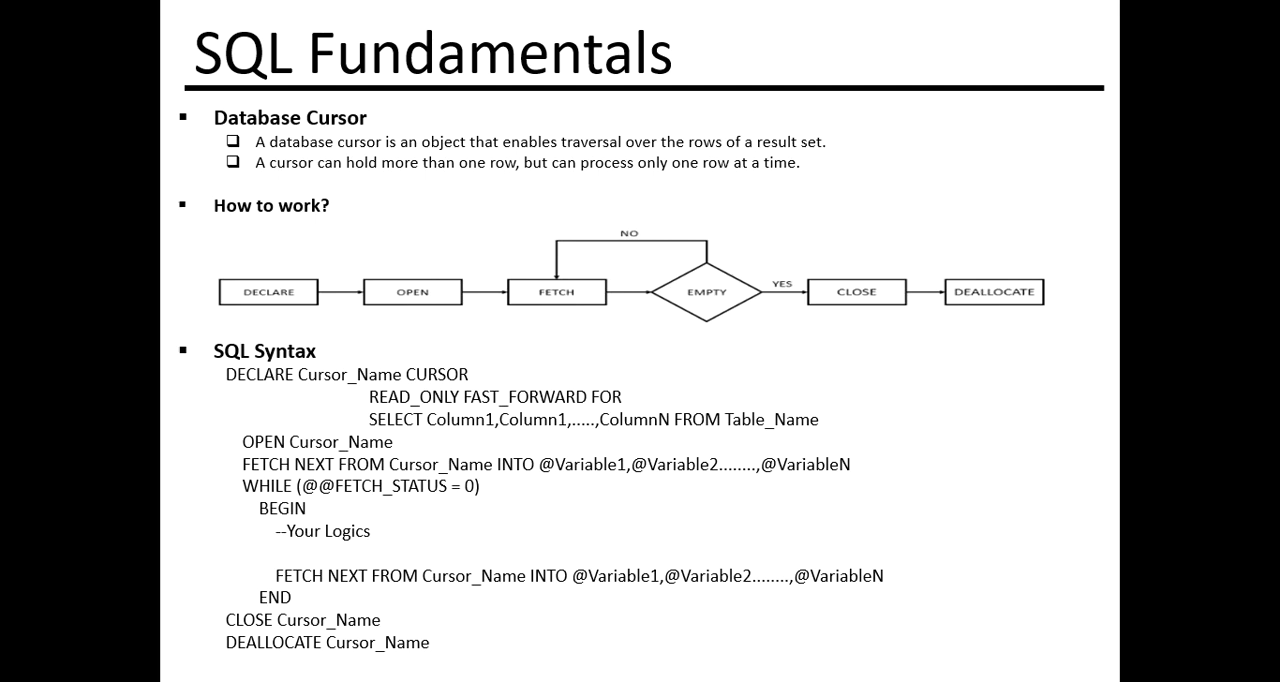 SQL Fundamentals
Database Cursor
A database cursor is an object that enables traversal over the rows of a result set.
A cursor can hold more than one row, but can process only one row at a time.
How to work?
NO
DECLARE
OPEN
FETCH
EMPTY
YES
CLOSE
DEALLOCATE
SQL Syntax
DECLARE Cursor_Name CURSOR
READ_ONLY FAST_FORWARD FOR
SELECT Column1,Column1,.....,ColumnN FROM Table_Name
OPEN Cursor_Name
FETCH NEXT FROM Cursor_Name INTO @Variable1,@Variable2........,@VariableN
WHILE (@@FETCH_STATUS = 0)
BEGIN
--Your Logics
FETCH NEXT FROM Cursor_Name INTO @Variable1,@Variable2........,@VariableN
END
CLOSE Cursor_Name
DEALLOCATE Cursor_Name